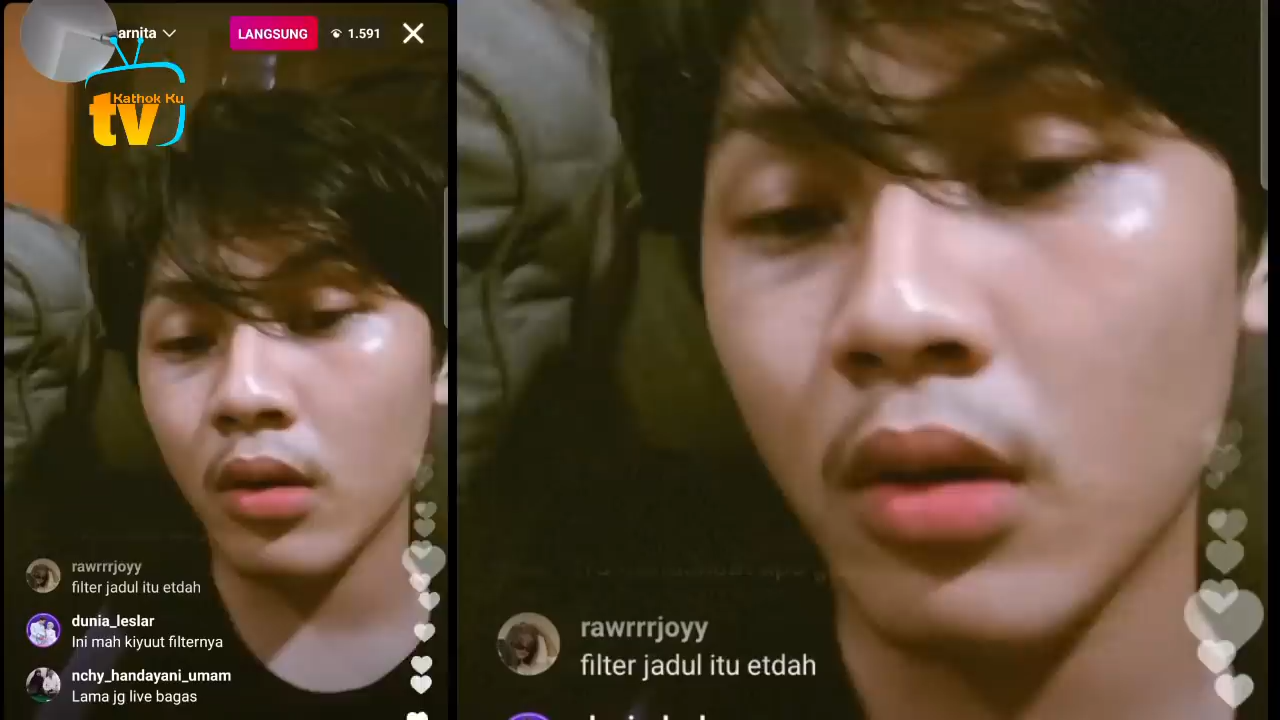 arnita
LANGSUNG
1.591
Kathok Ku
tv
rawrrrjoyy
filter jadul itu etdah
dunia_leslar
Ini mah kiyuut filternya
nchy_handayani_umam
Lama jg live bagas
rawrrrjoyy
filter jadul itu etdah